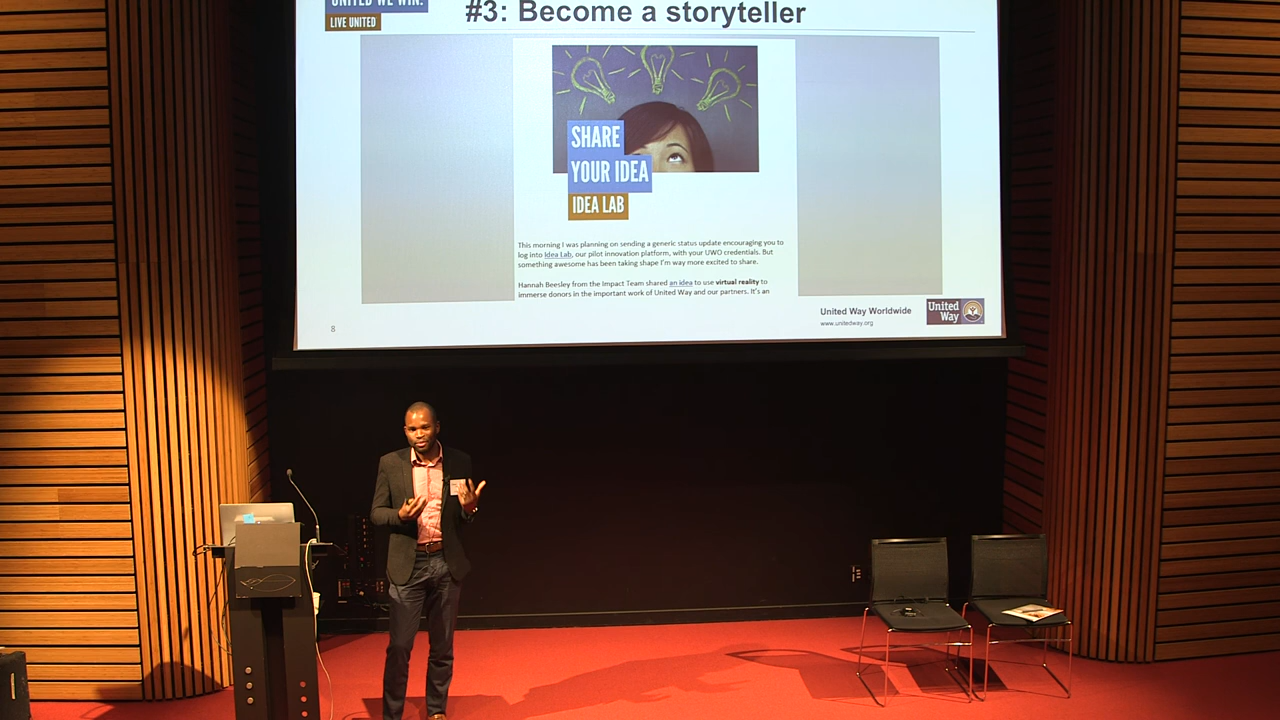 UNITED WE WIN.
LIVE UNITED
#3: Become a storyteller
SHARE
YOUR IDEA
IDEA LAB
This morning I was planning on sending a generic status update encouraging you to
log into Idea Lab, our pilot innovation platform, with your UWO credentials. But
something awesome has been taking shape I'm way more excited to share.
Hannah Beesley from the Impact Team shared an idea to use virtual reality to
immerse donors in the important work of United Way and our partners. It's an
8
United Way Worldwide
www.unitedway.org
United
Way